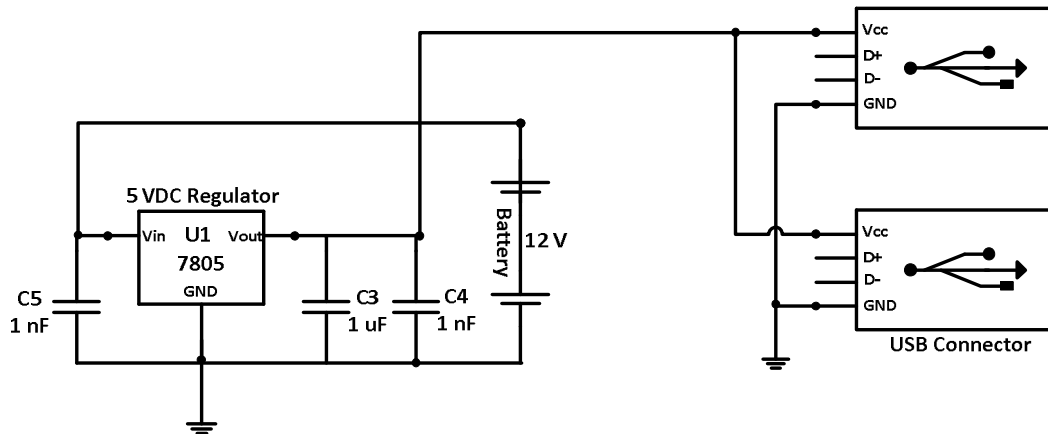 Vcc
D+
D-
GND
5 VDC Regulator
Vin
U1
Vout
7805
GND
Battery
12 V
C5
1 nF
C3
1 uF
C4
1 nF
Vcc
D+
D-
GND
USB Connector